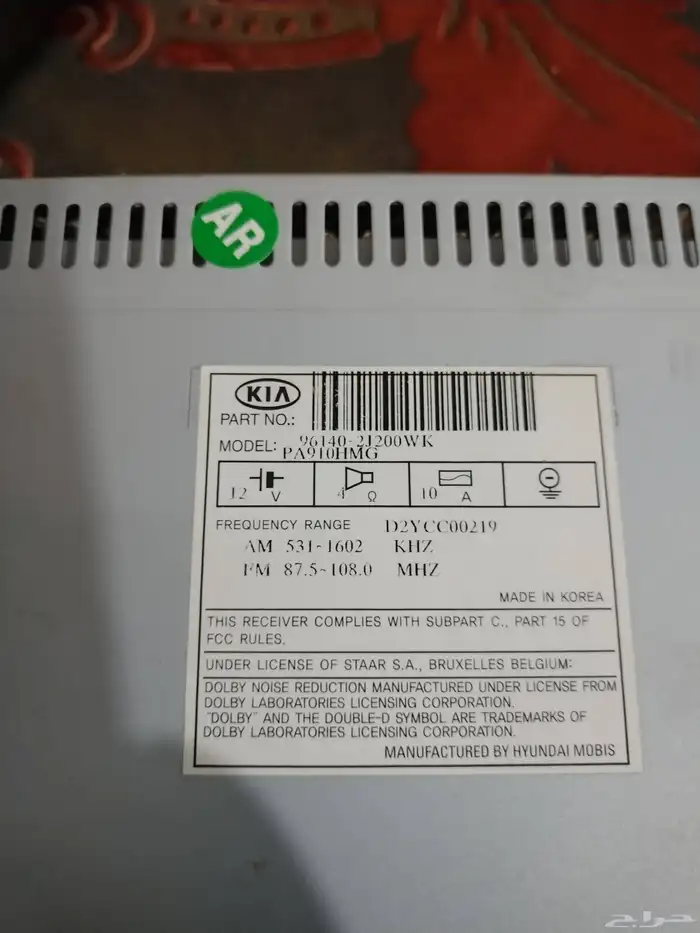 AR
KIA
PART NO.:
96140-2J200WK
MODEL: PA910HMG
12 V 4 Ω 10 A
FREQUENCY RANGE D2YCC00219
AM 531~1602 KHZ
FM 87.5~108.0 MHZ
MADE IN KOREA
THIS RECEIVER COMPLIES WITH SUBPART C., PART 15 OF
FCC RULES.
UNDER LICENSE OF STAAR S.A., BRUXELLES BELGIUM:
DOLBY NOISE REDUCTION MANUFACTURED UNDER LICENSE FROM
DOLBY LABORATORIES LICENSING CORPORATION.
"DOLBY" AND THE DOUBLE-D SYMBOL ARE TRADEMARKS OF
DOLBY LABORATORIES LICENSING CORPORATION.
MANUFACTURED BY HYUNDAI MOBIS
حراج